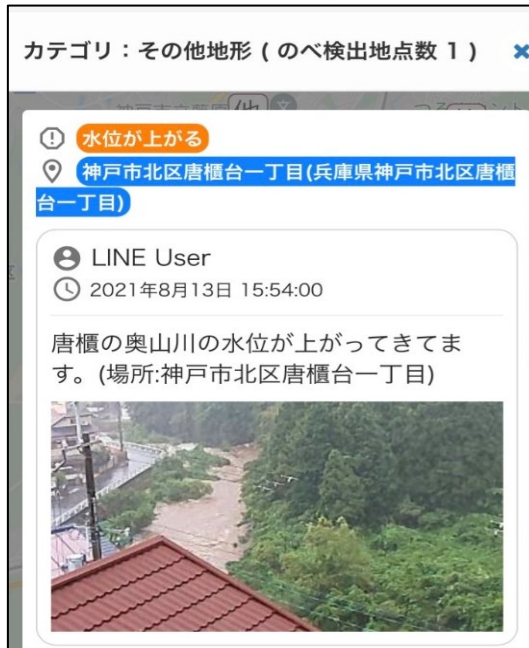 カテゴリ：その他地形 ( のべ検出地点数 1 )
水位が上がる
神戸市北区唐櫃台一丁目(兵庫県神戸市北区唐櫃
台一丁目)
LINE User
2021年8月13日 15:54:00
唐櫃の奥山川の水位が上がってきてま
す。(場所:神戸市北区唐櫃台一丁目)